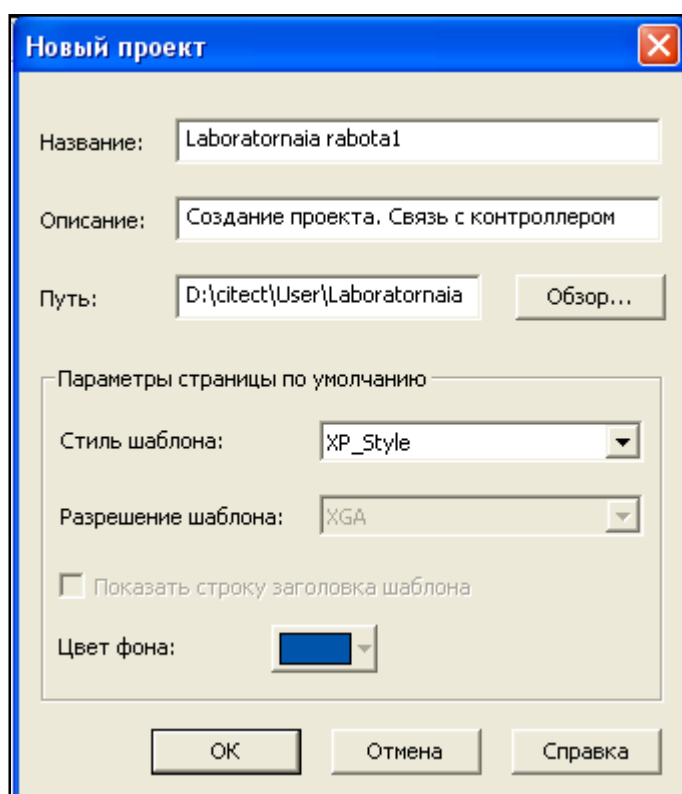 Новый проект
Название: Laboratornaia rabota1
Описание: Создание проекта. Связь с контроллером
Путь: D:\citect\User\Laboratornaia Обзор...
Параметры страницы по умолчанию
Стиль шаблона: XP_Style
Разрешение шаблона: XGA
Показать строку заголовка шаблона
Цвет фона:
OK Отмена Справка